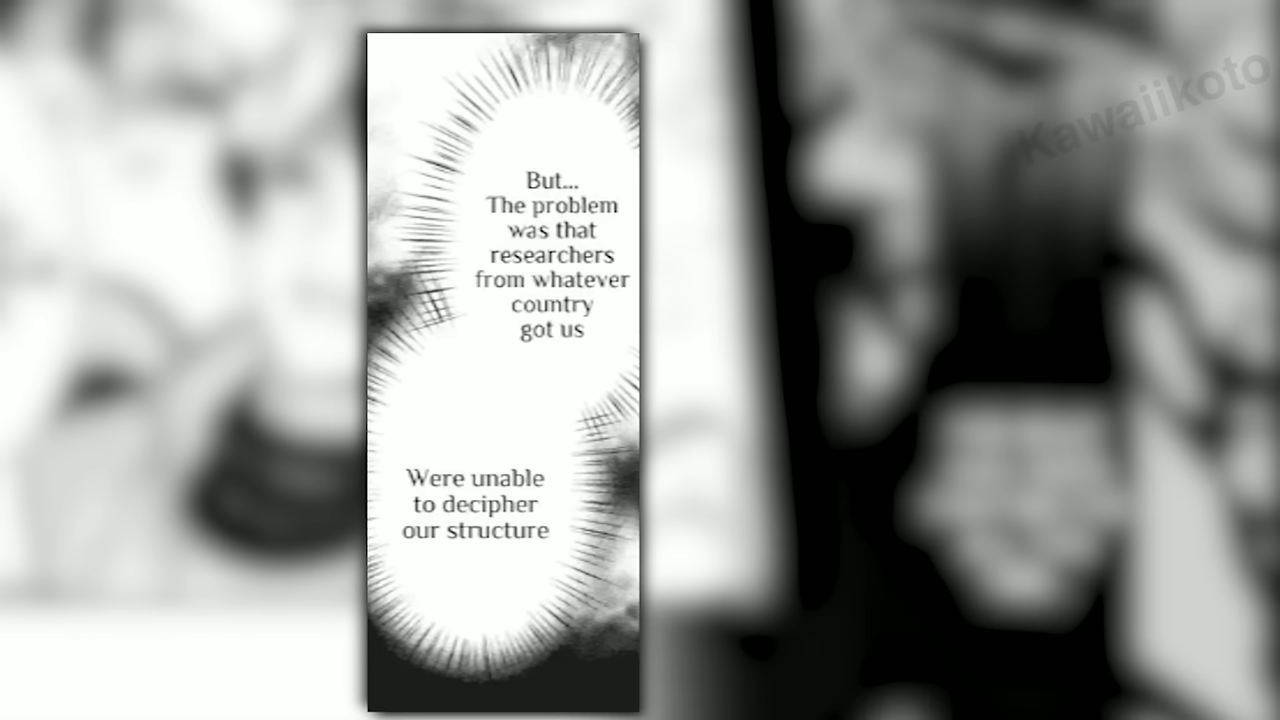 But...
The problem
was that
researchers
from whatever
country
got us
Were unable
to decipher
our structure
Kawaiikoto